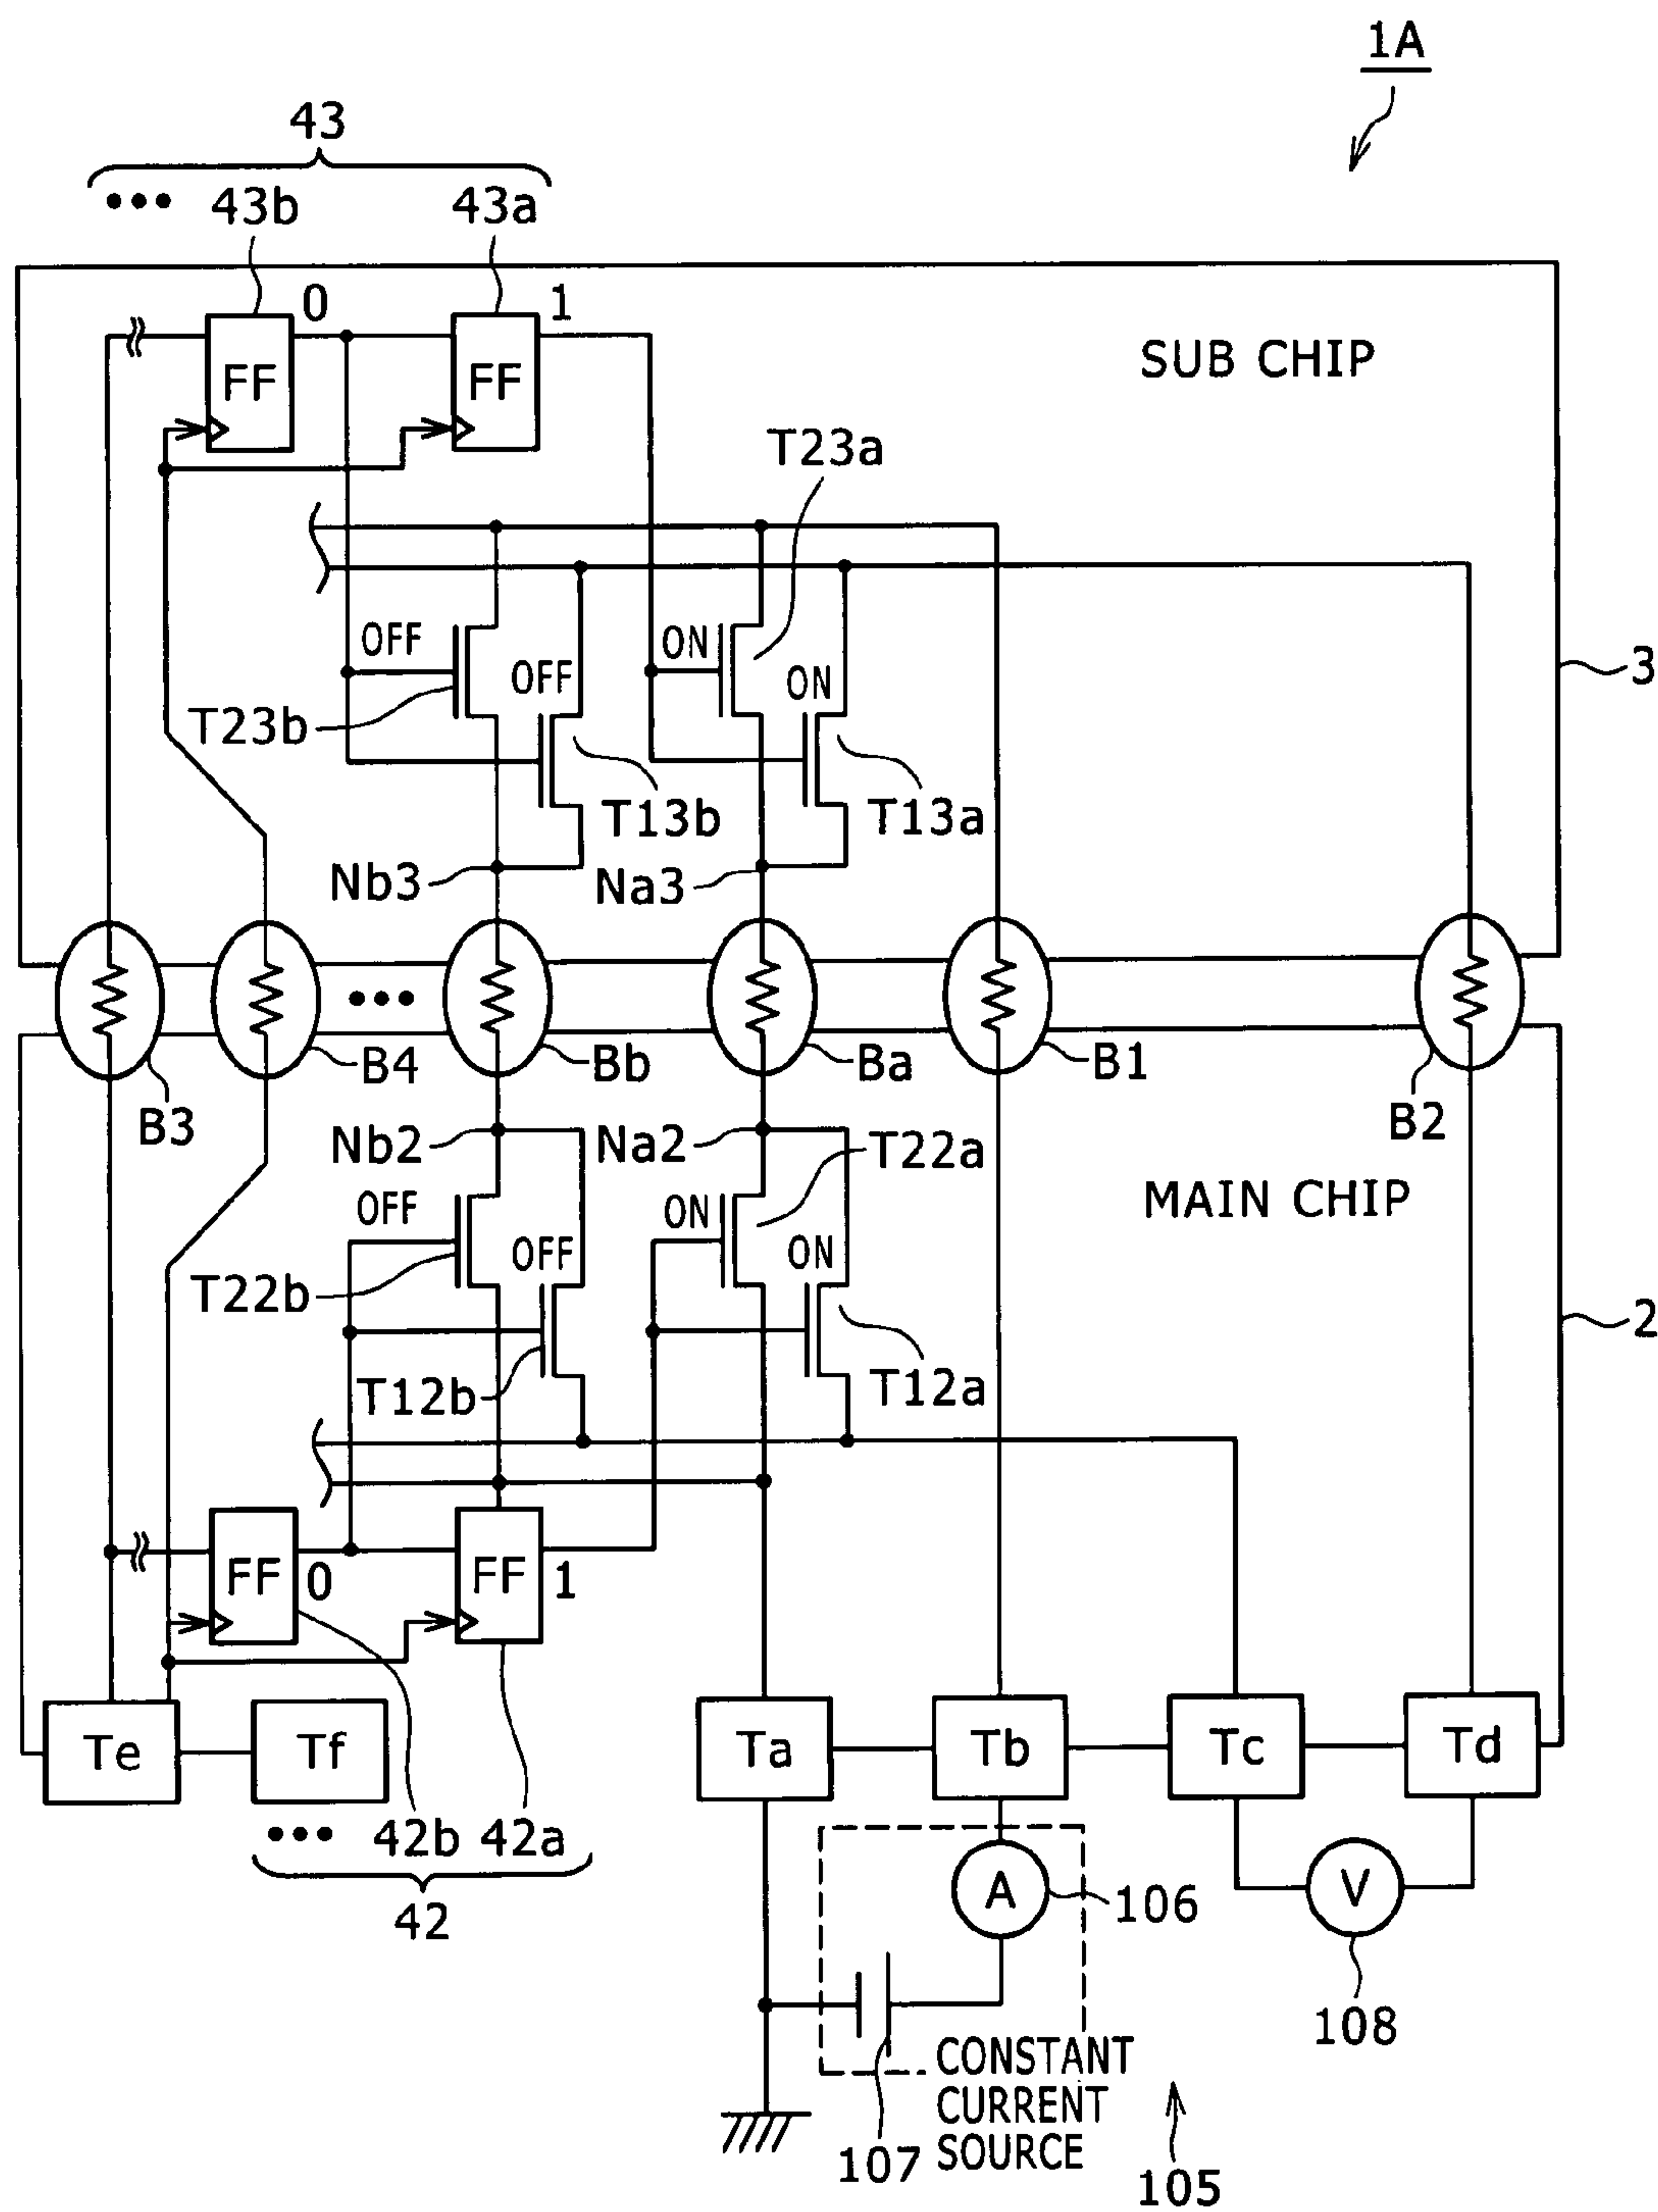 1A
43
••• 43b 43a
0 1
FF FF
SUB CHIP
T23a
OFF ON
OFF ON
T23b
T13b T13a
3
Nb3 Na3
•••
B4 Bb Ba B1
B3 B2
Nb2 Na2 T22a
MAIN CHIP
OFF ON
OFF ON
T22b
2
T12b T12a
FF 0 FF 1
Te Tf Ta Tb Tc Td
••• 42b 42a
42
A 106
V
108
CONSTANT
CURRENT
SOURCE
107
105